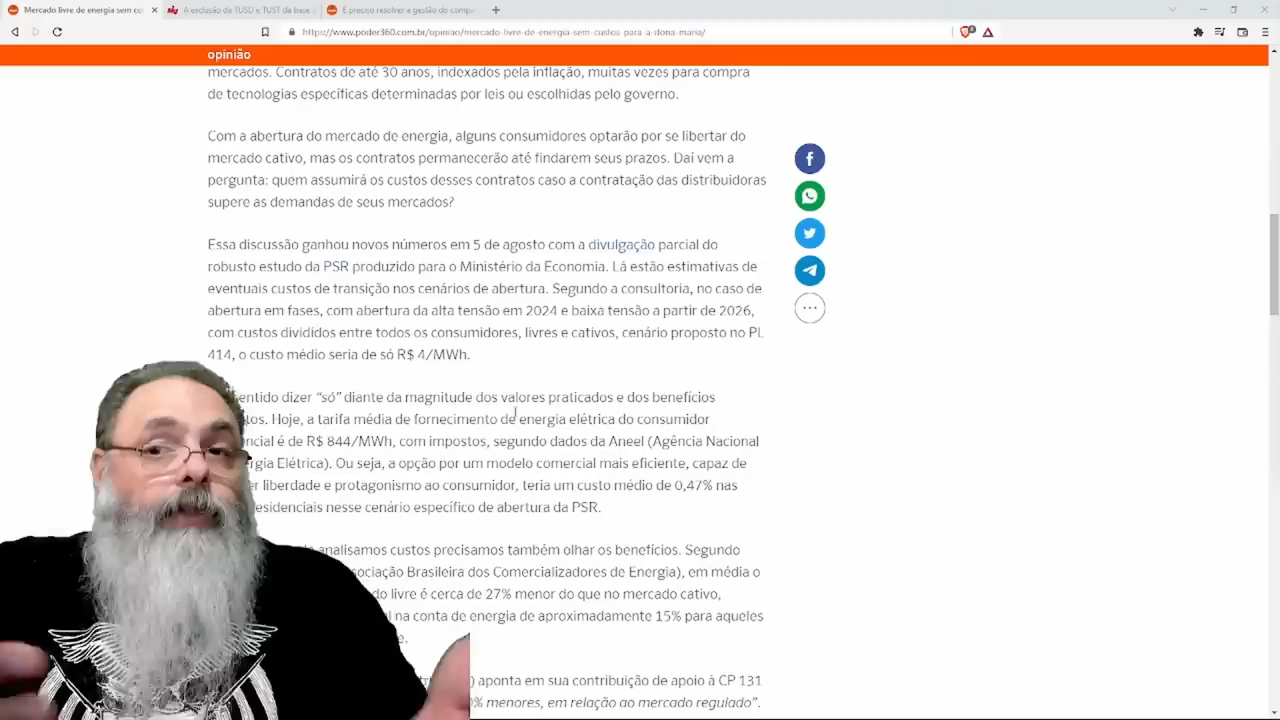 Mercado livre de energia sem cu
A exclusão da TUSD e TUST da base
É preciso resolver a gestão do compa
https://www.poder360.com.br/opiniao/mercado-livre-de-energia-sem-custos-para-a-dona-maria/
opinião
mercados. Contratos de até 30 anos, indexados pela inflação, muitas vezes para compra
de tecnologias específicas determinadas por leis ou escolhidas pelo governo.
Com a abertura do mercado de energia, alguns consumidores optarão por se libertar do
mercado cativo, mas os contratos permanecerão até findarem seus prazos. Daí vem a
pergunta: quem assumirá os custos desses contratos caso a contratação das distribuidoras
supere as demandas de seus mercados?
Essa discussão ganhou novos números em 5 de agosto com a divulgação parcial do
robusto estudo da PSR produzido para o Ministério da Economia. Lá estão estimativas de
eventuais custos de transição nos cenários de abertura. Segundo a consultoria, no caso de
abertura em fases, com abertura da alta tensão em 2024 e baixa tensão a partir de 2026,
com custos divididos entre todos os consumidores, livres e cativos, cenário proposto no PL
414, o custo médio seria de só R$ 4/MWh.
entido dizer “só” diante da magnitude dos valores praticados e dos benefícios
tos. Hoje, a tarifa média de fornecimento de energia elétrica do consumidor
ncial é de R$ 844/MWh, com impostos, segundo dados da Aneel (Agência Nacional
rgia Elétrica). Ou seja, a opção por um modelo comercial mais eficiente, capaz de
er liberdade e protagonismo ao consumidor, teria um custo médio de 0,47% nas
esidenciais nesse cenário específico de abertura da PSR.
analisamos custos precisamos também olhar os benefícios. Segundo
sociação Brasileira dos Comercializadores de Energia), em média o
do livre é cerca de 27% menor do que no mercado cativo,
l na conta de energia de aproximadamente 15% para aqueles
e.
) aponta em sua contribuição de apoio à CP 131
% menores, em relação ao mercado regulado”.